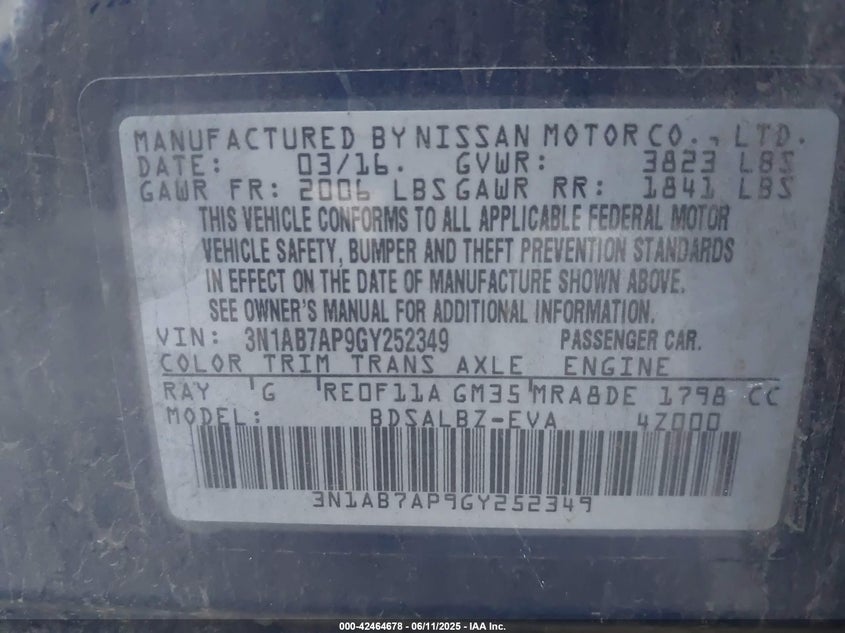 MANUFACTURED BY NISSAN MOTOR CO., LTD.
DATE: 03/16. GVWR: 3823 LBS
GAWR FR: 2006 LBS GAWR RR: 1841 LBS
THIS VEHICLE CONFORMS TO ALL APPLICABLE FEDERAL MOTOR
VEHICLE SAFETY, BUMPER AND THEFT PREVENTION STANDARDS
IN EFFECT ON THE DATE OF MANUFACTURE SHOWN ABOVE.
SEE OWNER'S MANUAL FOR ADDITIONAL INFORMATION.
VIN: 3N1AB7AP9GY252349 PASSENGER CAR.
COLOR TRIM TRANS AXLE ENGINE
RAY G RE0F11A GM35 MRA8DE 1798 CC
MODEL: BDSALBZ-EVA 4Z000
3N1AB7AP9GY252349
000-42464678 - 06/11/2025 - IAA Inc.